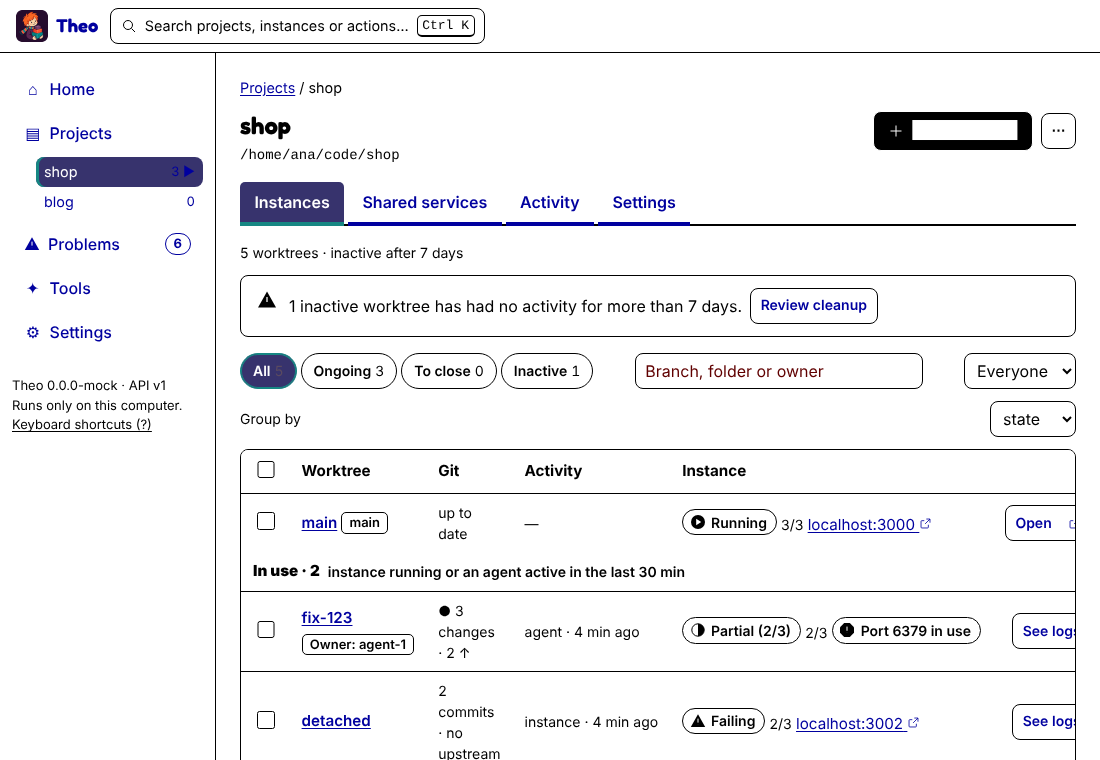 Theo
Search projects, instances or actions... Ctrl K
Home
Projects
shop 3
blog 0
Problems 6
Tools
Settings
Theo 0.0.0-mock · API v1
Runs only on this computer.
Keyboard shortcuts (?)
Projects / shop
shop
/home/ana/code/shop
Instances Shared services Activity Settings
5 worktrees · inactive after 7 days
1 inactive worktree has had no activity for more than 7 days. Review cleanup
All 5 Ongoing 3 To close 0 Inactive 1 Branch, folder or owner Everyone
Group by state
Worktree Git Activity Instance
main main up to date — Running 3/3 localhost:3000 Open
In use · 2 instance running or an agent active in the last 30 min
fix-123 Owner: agent-1 3 changes · 2 ↑ agent · 4 min ago Partial (2/3) 2/3 Port 6379 in use See logs
detached 2 commits · no upstream instance · 4 min ago Failing 2/3 localhost:3002 See logs